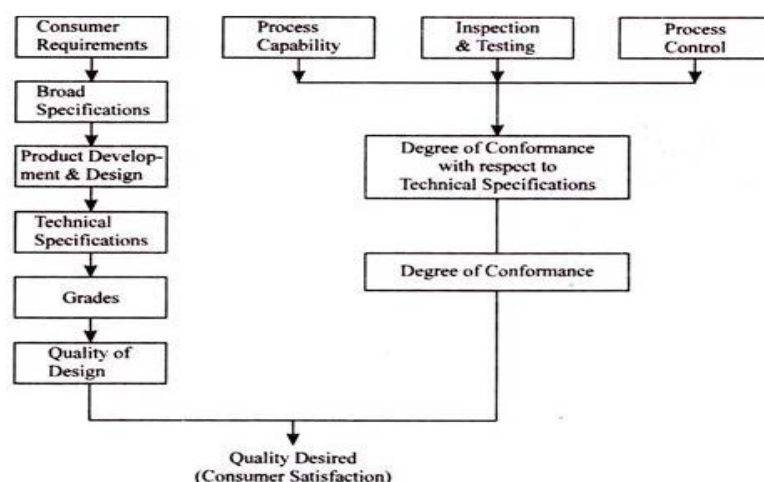 Consumer
Requirements
Process
Capability
Inspection
& Testing
Process
Control
Broad
Specifications
Product Develop-
ment & Design
Degree of Conformance
with respect to
Technical Specifications
Technical
Specifications
Degree of Conformance
Grades
Quality of
Design
Quality Desired
(Consumer Satisfaction)